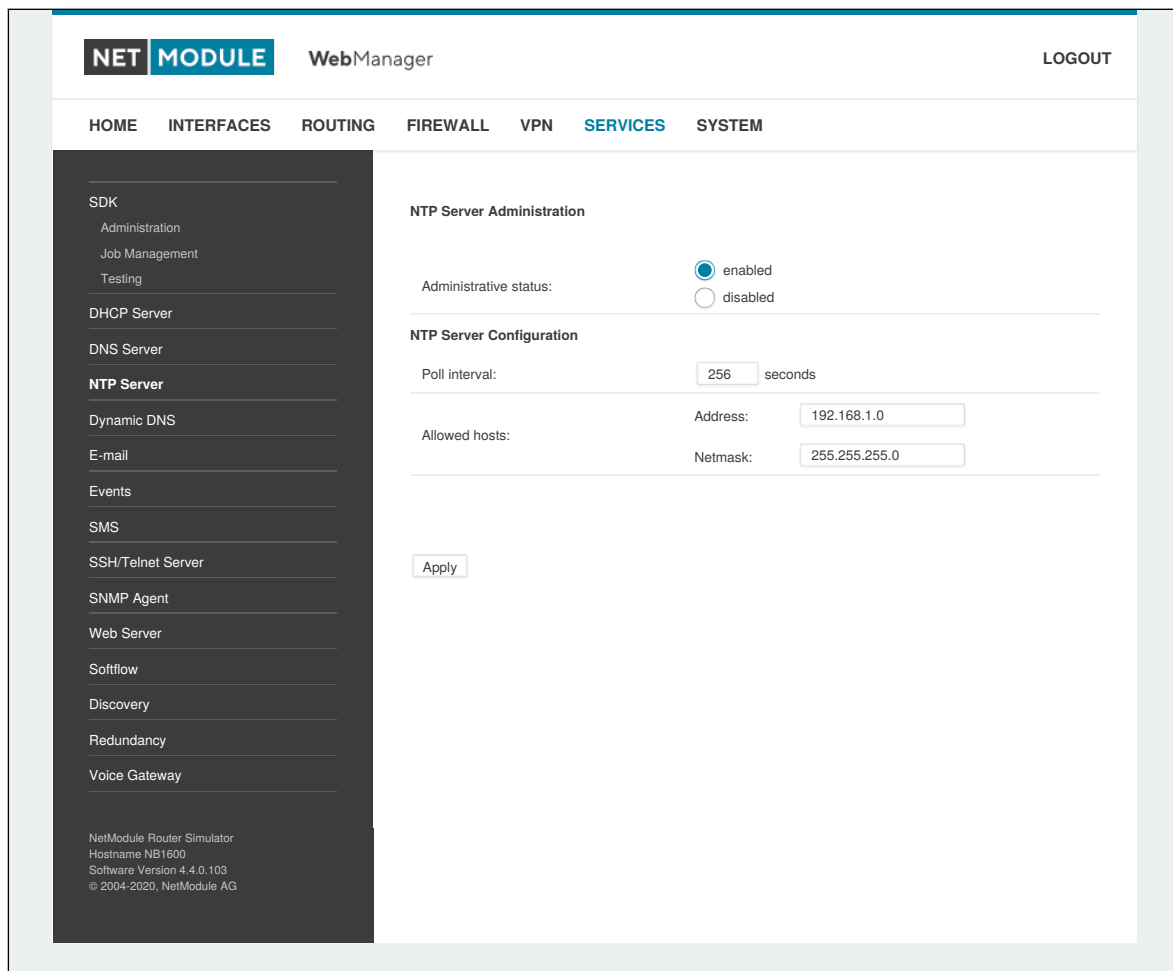 NET MODULE WebManager LOGOUT
HOME INTERFACES ROUTING FIREWALL VPN SERVICES SYSTEM
SDK
Administration
Job Management
Testing
DHCP Server
DNS Server
NTP Server
Dynamic DNS
E-mail
Events
SMS
SSH/Telnet Server
SNMP Agent
Web Server
Softflow
Discovery
Redundancy
Voice Gateway
NetModule Router Simulator
Hostname NB1600
Software Version 4.4.0.103
© 2004-2020, NetModule AG
NTP Server Administration
Administrative status:
enabled
disabled
NTP Server Configuration
Poll interval: 256 seconds
Allowed hosts:
Address: 192.168.1.0
Netmask: 255.255.255.0
Apply